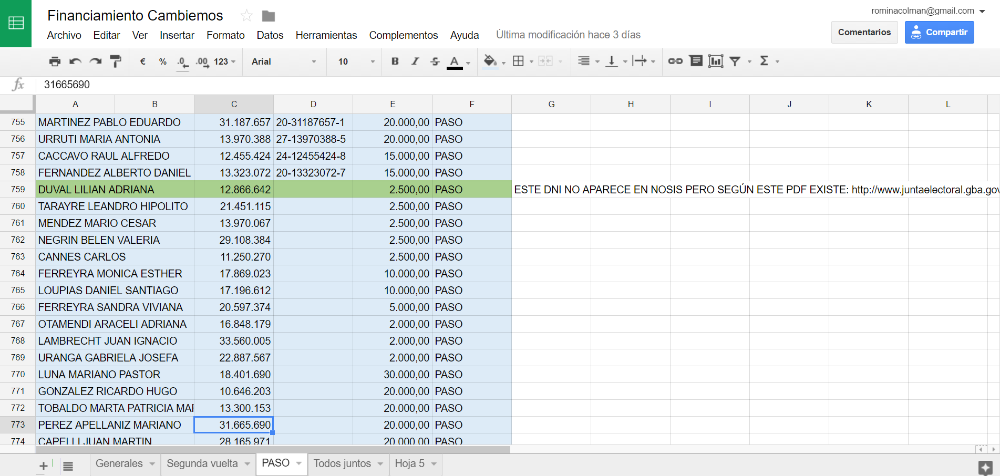 Financiamiento Cambiemos
rominacolman@gmail.com
Archivo Editar Ver Insertar Formato Datos Herramientas Complementos Ayuda Última modificación hace 3 días
Comentarios Compartir
€ % .0 .00 123 Arial 10 B I S A Σ
fx 31665690
A B C D E F G H I J K L
755 MARTINEZ PABLO EDUARDO 31.187.657 20-31187657-1 20.000,00 PASO
756 URRUTI MARIA ANTONIA 13.970.388 27-13970388-5 20.000,00 PASO
757 CACCAVO RAUL ALFREDO 12.455.424 24-12455424-8 15.000,00 PASO
758 FERNANDEZ ALBERTO DANIEL 13.323.072 20-13323072-7 15.000,00 PASO
759 DUVAL LILIAN ADRIANA 12.866.642 2.500,00 PASO ESTE DNI NO APARECE EN NOSIS PERO SEGÚN ESTE PDF EXISTE: http://www.juntaelectoral.gba.gov
760 TARAYRE LEANDRO HIPOLITO 21.451.115 2.500,00 PASO
761 MENDEZ MARIO CESAR 13.970.067 2.500,00 PASO
762 NEGRIN BELEN VALERIA 29.108.384 2.500,00 PASO
763 CANNES CARLOS 11.250.270 2.500,00 PASO
764 FERREYRA MONICA ESTHER 17.869.023 10.000,00 PASO
765 LOUPIAS DANIEL SANTIAGO 17.196.612 10.000,00 PASO
766 FERREYRA SANDRA VIVIANA 20.597.374 5.000,00 PASO
767 OTAMENDI ARACELI ADRIANA 16.848.179 2.000,00 PASO
768 LAMBRECHT JUAN IGNACIO 33.560.005 2.000,00 PASO
769 URANGA GABRIELA JOSEFA 22.887.567 2.000,00 PASO
770 LUNA MARIANO PASTOR 18.401.690 30.000,00 PASO
771 GONZALEZ RICARDO HUGO 10.646.203 20.000,00 PASO
772 TOBALDO MARTA PATRICIA MAR 13.300.153 20.000,00 PASO
773 PEREZ APELLANIZ MARIANO 31.665.690 20.000,00 PASO
774 CAPELLI JUAN MARTIN 28.165.971 20.000,00 PASO
Generales Segunda vuelta PASO Todos juntos Hoja 5